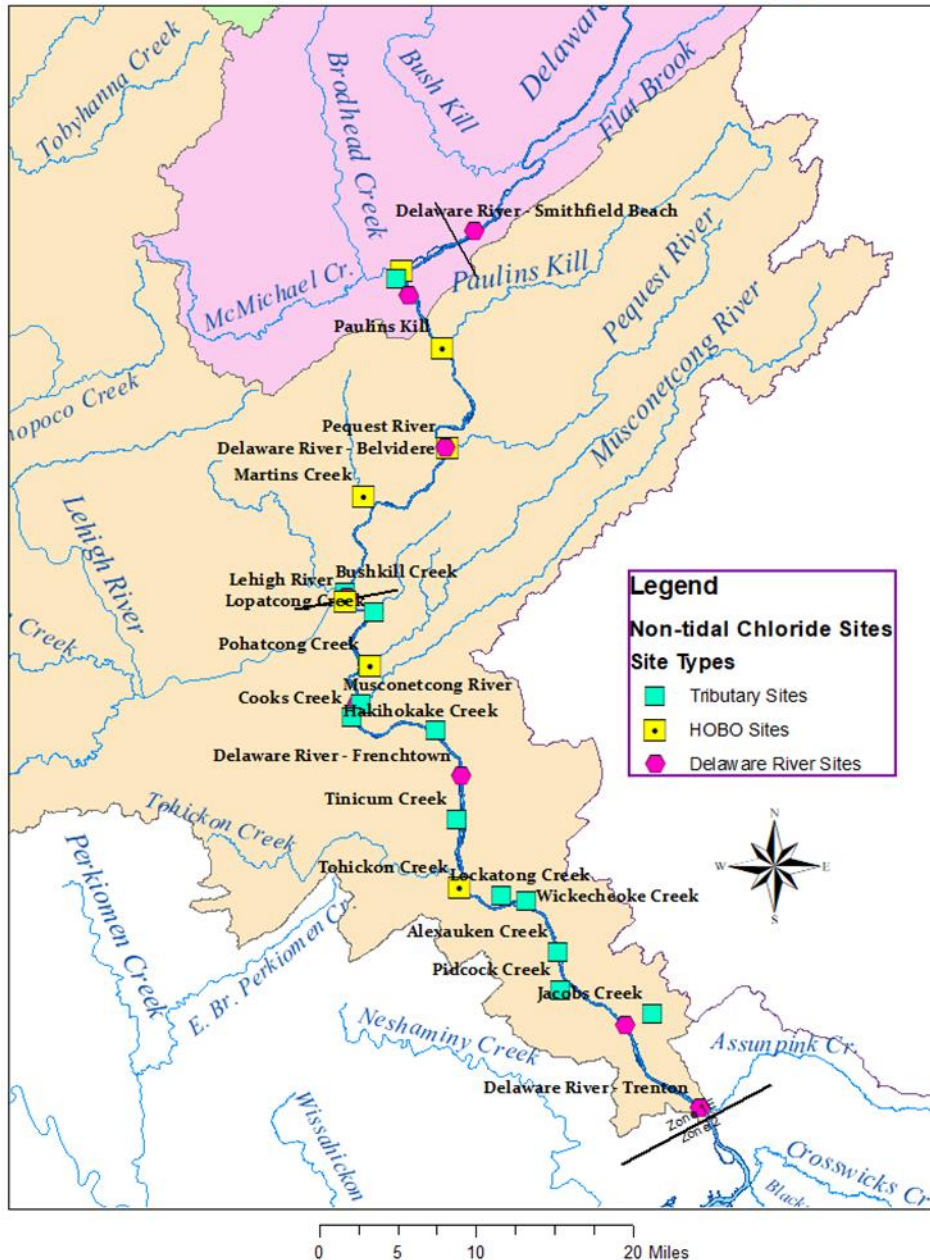 Tobyhanna Creek
Brodhead Creek
Bush Kill
Delaware
Flat Brook
Delaware River - Smithfield Beach
McMichael Cr.
Paulins Kill
Pequest River
Paulins Kill
Musconetcong River
nopoco Creek
Pequest River
Delaware River - Belvidere
Martins Creek
Lehigh River
Bushkill Creek
Lehigh River
Lopatcong Creek
Creek
Pohatcong Creek
Musconetcong River
Cooks Creek
Hakihokake Creek
Delaware River - Frenchtown
Tinicum Creek
Tohickon Creek
Tohickon Creek
Lockatong Creek
Wickecheoke Creek
Perkiomen Creek
E. Br. Perkiomen Cr.
Alexauken Creek
Pidcock Creek
Jacobs Creek
Neshaminy Creek
Assunpink Cr.
Delaware River - Trenton
Zone 2
Wissahickon
Crosswicks Cr
Black
Legend
Non-tidal Chloride Sites
Site Types
Tributary Sites
HOBO Sites
Delaware River Sites
N
W E
S
0 5 10 20 Miles